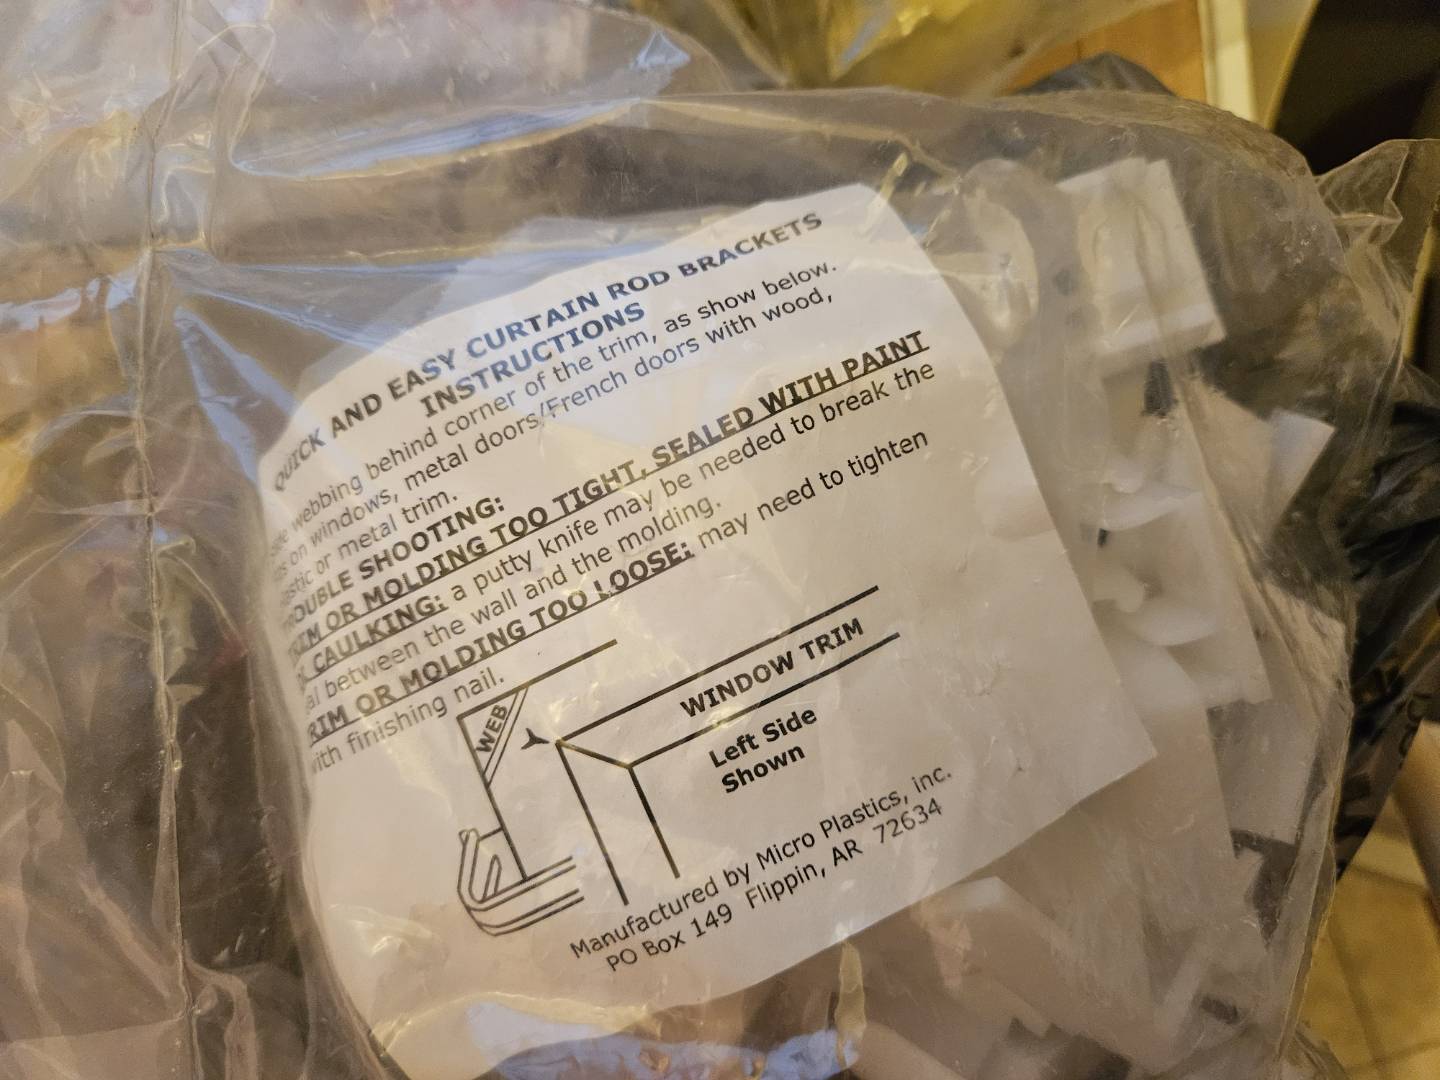 QUICK AND EASY CURTAIN ROD BRACKETS
INSTRUCTIONS
webbing behind corner of the trim, as show below.
on windows, metal doors/French doors with wood,
or metal trim.
SHOOTING:
OR MOLDING TOO TIGHT, SEALED WITH PAINT
CAULKING: a putty knife may be needed to break the
between the wall and the molding.
OR MOLDING TOO LOOSE: may need to tighten
with finishing nail.
WEB
WINDOW TRIM
Left Side
Shown
Manufactured by Micro Plastics, inc.
PO Box 149 Flippin, AR 72634